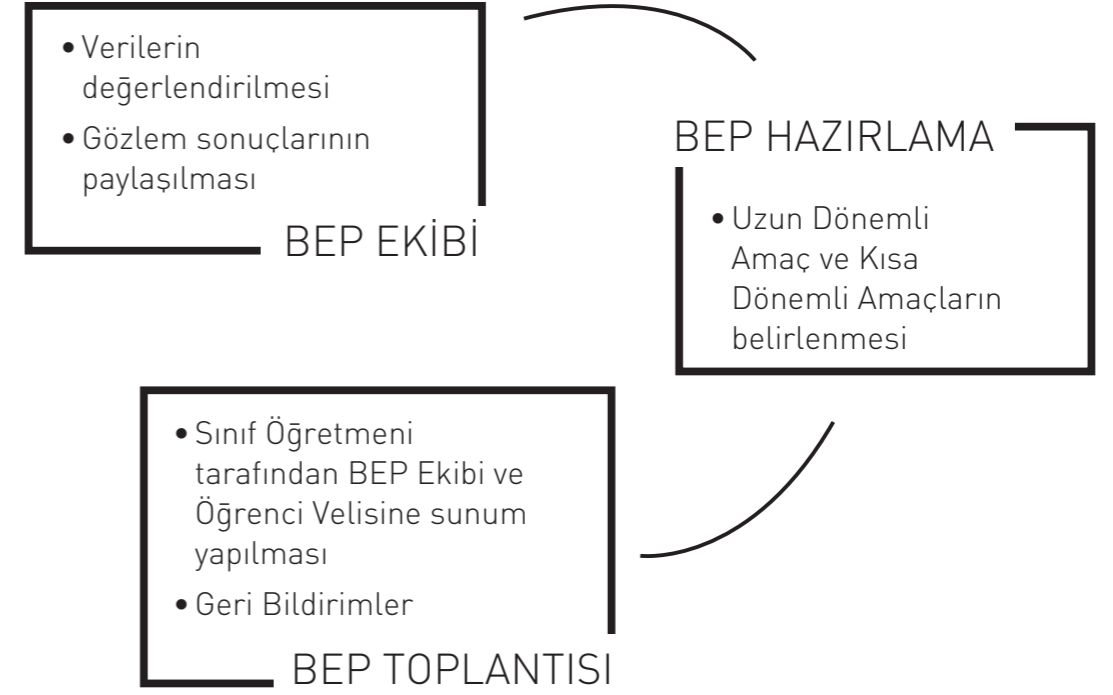 • Verilerin
değerlendirilmesi
• Gözlem sonuçlarının
paylaşılması
BEP EKİBİ
BEP HAZIRLAMA
• Uzun Dönemli
Amaç ve Kısa
Dönemli Amaçların
belirlenmesi
• Sınıf Öğretmeni
tarafından BEP Ekibi ve
Öğrenci Velisine sunum
yapılması
• Geri Bildirimler
BEP TOPLANTISI